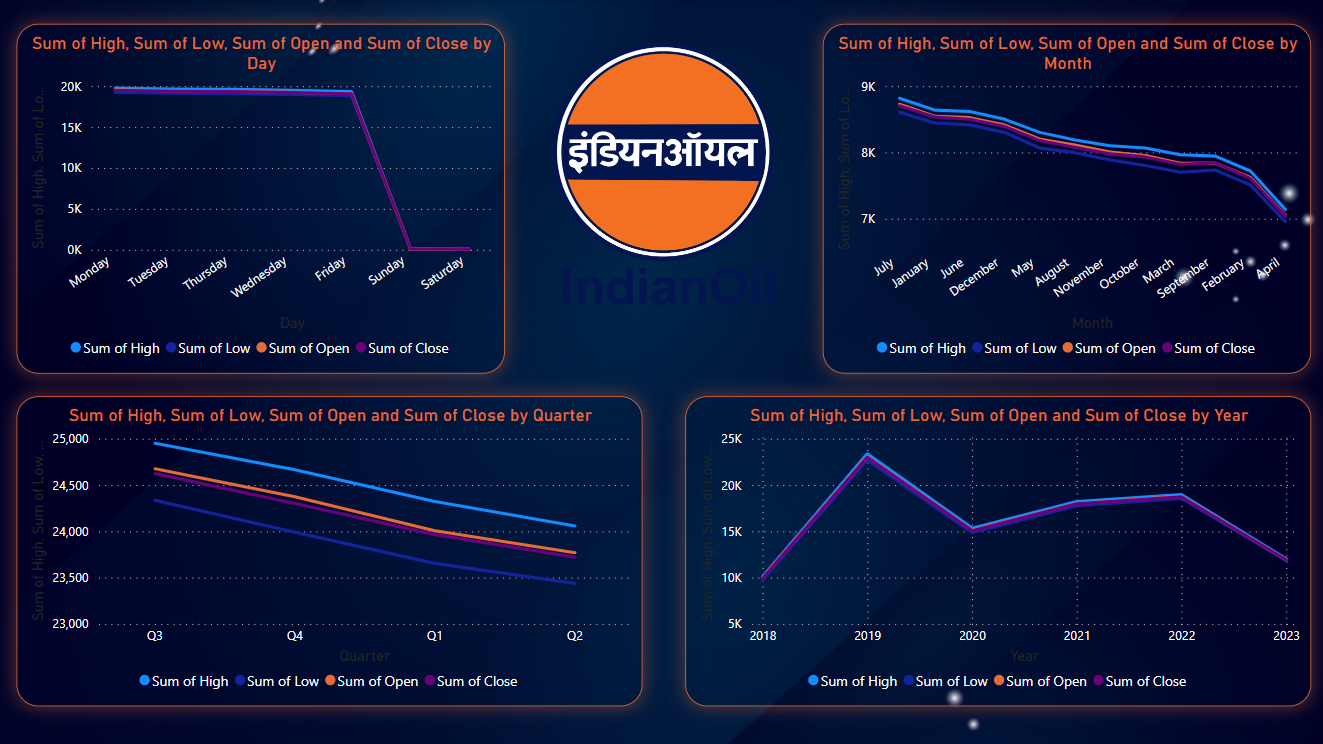 Sum of High, Sum of Low, Sum of Open and Sum of Close by
Day
Sum of High, Sum of Low, Sum of Lo...
20K
15K
10K
5K
0K
Monday
Tuesday
Thursday
Wednesday
Friday
Sunday
Saturday
Day
Sum of High
Sum of Low
Sum of Open
Sum of Close
इंडियनऑयल
IndianOil
Sum of High, Sum of Low, Sum of Open and Sum of Close by
Month
Sum of High, Sum of Lo...
9K
8K
7K
July
January
June
December
May
August
November
October
March
September
February
April
Month
Sum of High
Sum of Low
Sum of Open
Sum of Close
Sum of High, Sum of Low, Sum of Open and Sum of Close by Quarter
Sum of High, Sum of Low, ...
25,000
24,500
24,000
23,500
23,000
Q3
Q4
Q1
Q2
Quarter
Sum of High
Sum of Low
Sum of Open
Sum of Close
Sum of High, Sum of Low, Sum of Open and Sum of Close by Year
Sum of High, Sum of Low, ...
25K
20K
15K
10K
5K
2018
2019
2020
2021
2022
2023
Year
Sum of High
Sum of Low
Sum of Open
Sum of Close